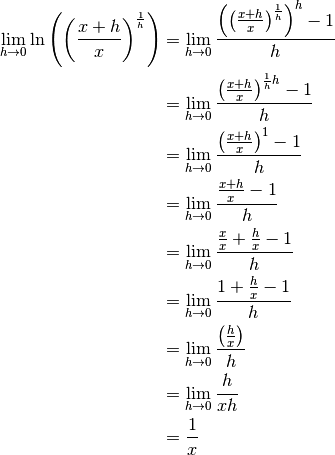 \lim_{h \to 0} \ln\left(\left(\frac{x+h}{x}\right)^{\frac{1}{h}}\right) = \lim_{h \to 0} \frac{\left(\left(\frac{x+h}{x}\right)^{\frac{1}{h}}\right)^{h} - 1}{h}
= \lim_{h \to 0} \frac{\left(\frac{x+h}{x}\right)^{\frac{1}{h}h} - 1}{h}
= \lim_{h \to 0} \frac{\left(\frac{x+h}{x}\right)^{1} - 1}{h}
= \lim_{h \to 0} \frac{\frac{x+h}{x} - 1}{h}
= \lim_{h \to 0} \frac{\frac{x}{x} + \frac{h}{x} - 1}{h}
= \lim_{h \to 0} \frac{1 + \frac{h}{x} - 1}{h}
= \lim_{h \to 0} \frac{\left(\frac{h}{x}\right)}{h}
= \lim_{h \to 0} \frac{h}{xh}
= \frac{1}{x}